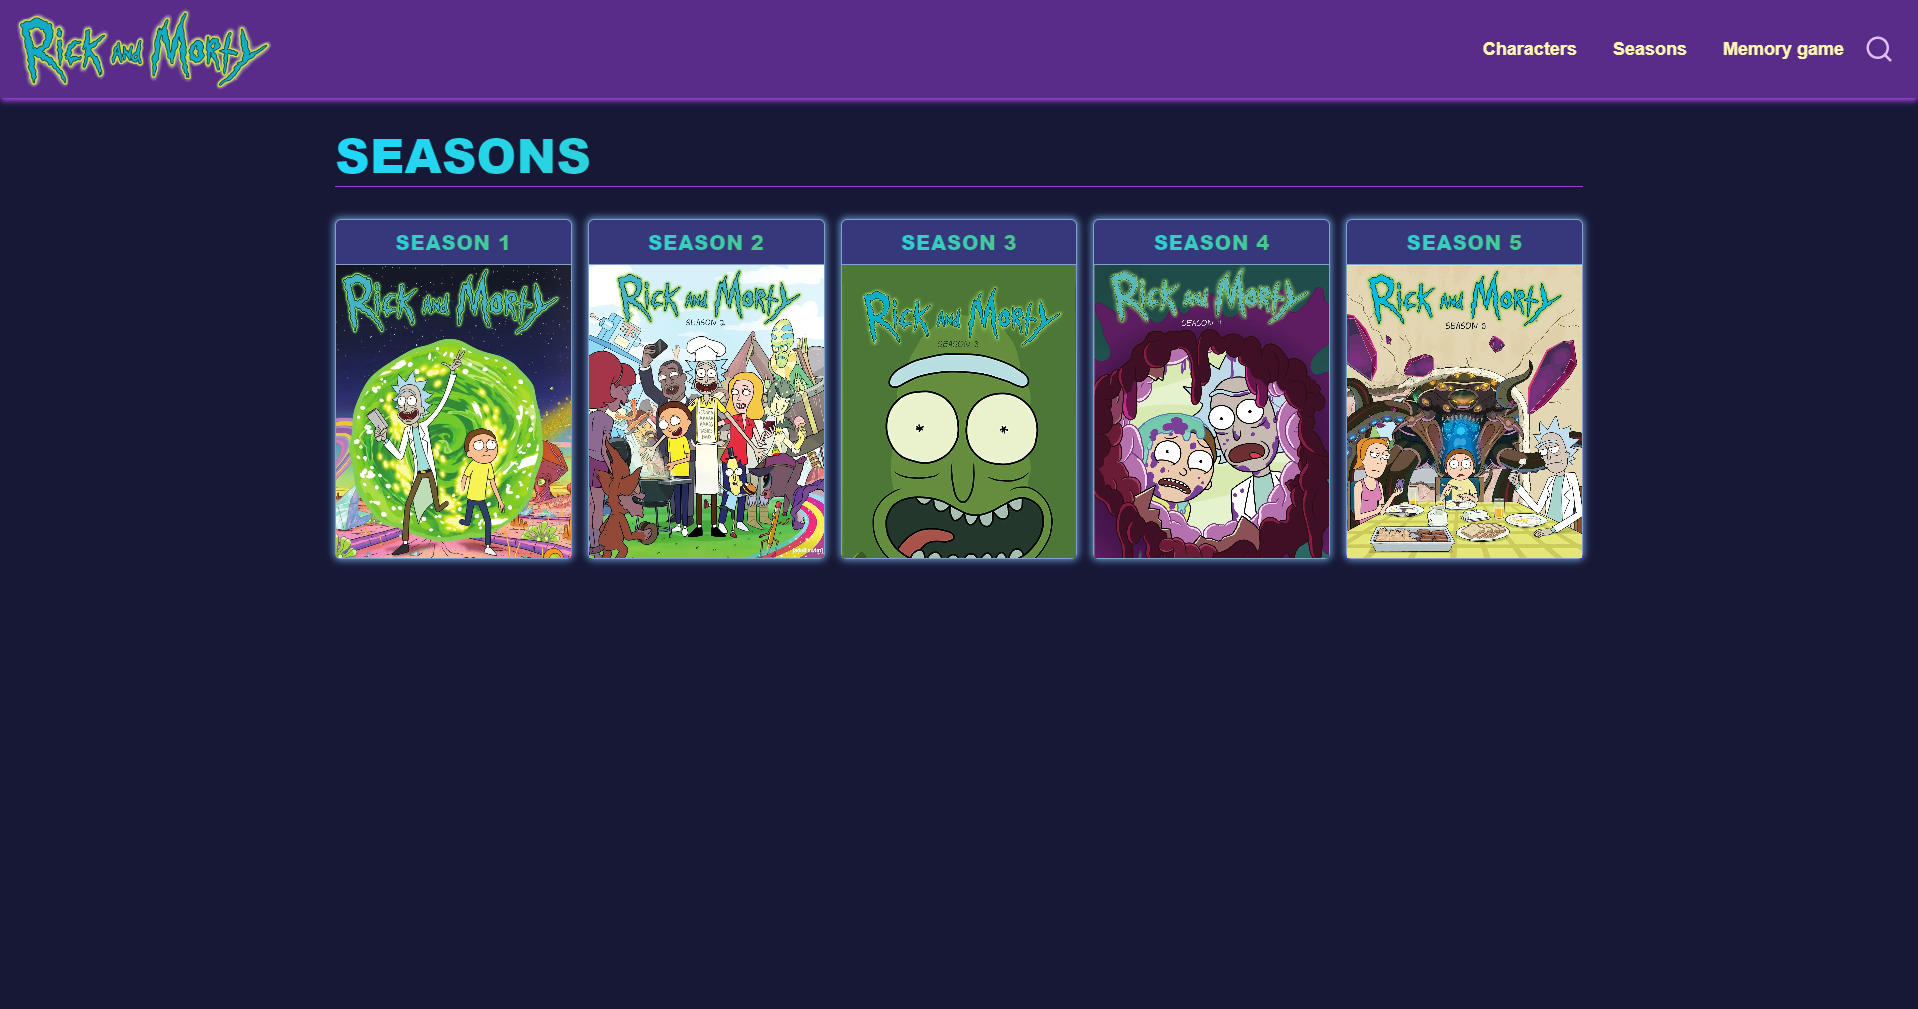 Rick and Morty
Characters
Seasons
Memory game
SEASONS
SEASON 1
Rick and Morty
SEASON 2
Rick and Morty
SEASON 2
[adult swim]
SEASON 3
Rick and Morty
SEASON 3
SEASON 4
Rick and Morty
SEASON
SEASON 5
Rick and Morty
SEASON 5